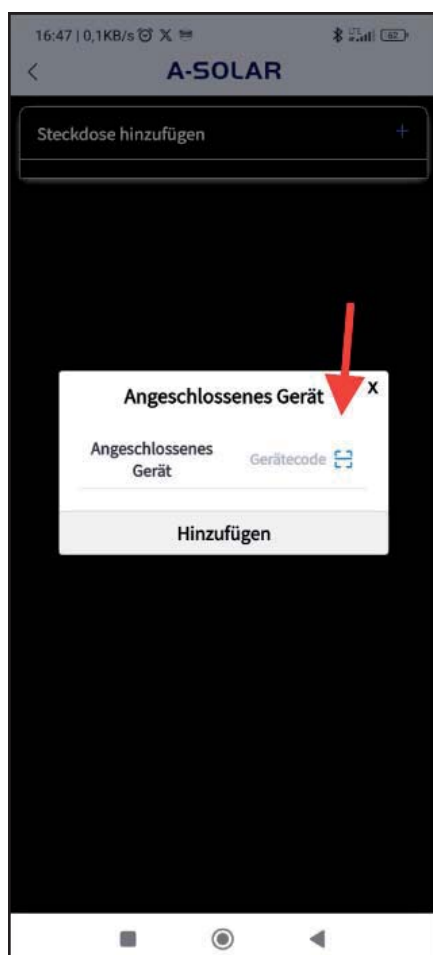 16:47 | 0,1KB/s
A-SOLAR
Steckdose hinzufügen
Angeschlossenes Gerät
X
Angeschlossenes
Gerät
Gerätecode
Hinzufügen